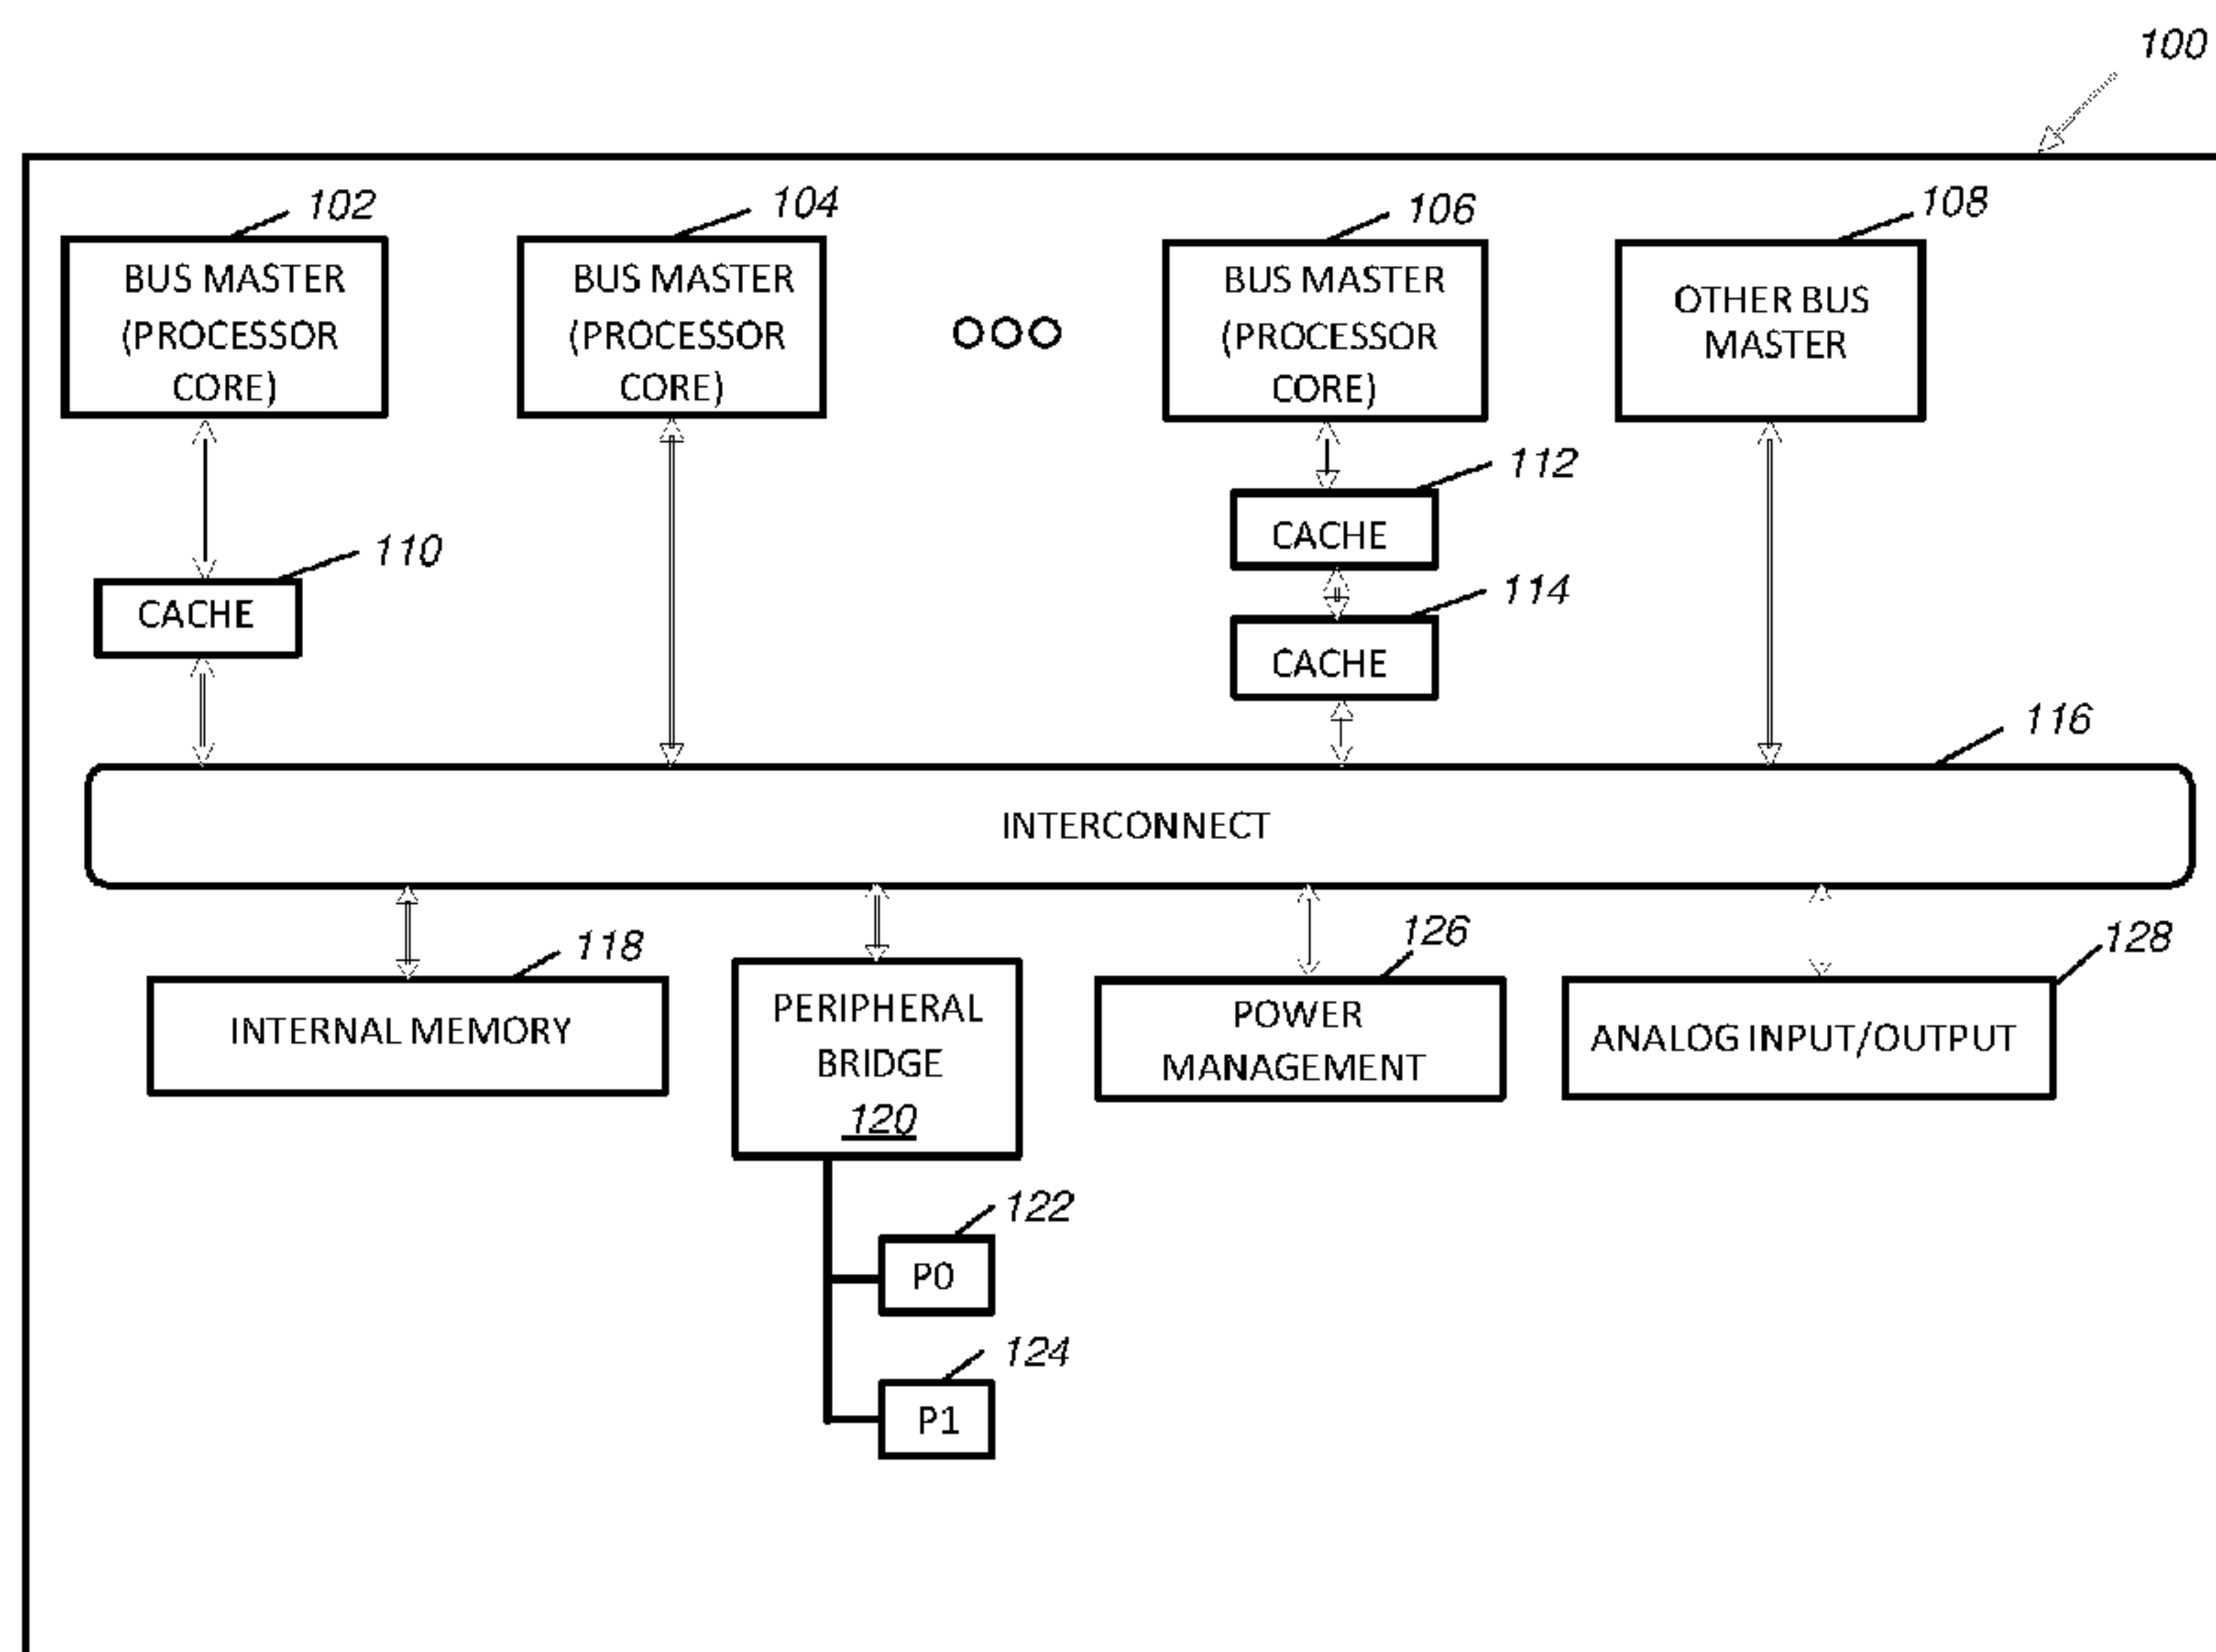 100
102
BUS MASTER
(PROCESSOR
CORE)
104
BUS MASTER
(PROCESSOR
CORE)
106
BUS MASTER
(PROCESSOR
CORE)
108
OTHER BUS
MASTER
110
CACHE
112
CACHE
114
CACHE
116
INTERCONNECT
118
INTERNAL MEMORY
PERIPHERAL
BRIDGE
120
126
POWER
MANAGEMENT
128
ANALOG INPUT/OUTPUT
122
P0
124
P1